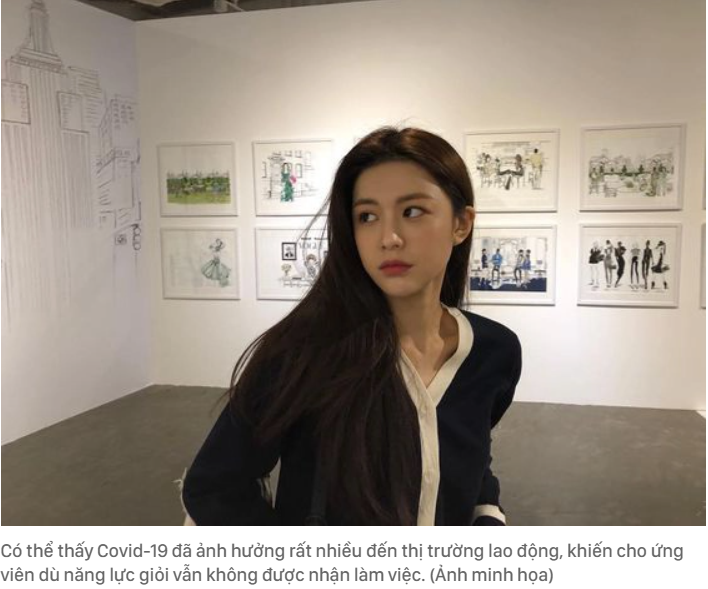 VOGUE
Có thể thấy Covid-19 đã ảnh hưởng rất nhiều đến thị trường lao động, khiến cho ứng
viên dù năng lực giỏi vẫn không được nhận làm việc. (Ảnh minh họa)